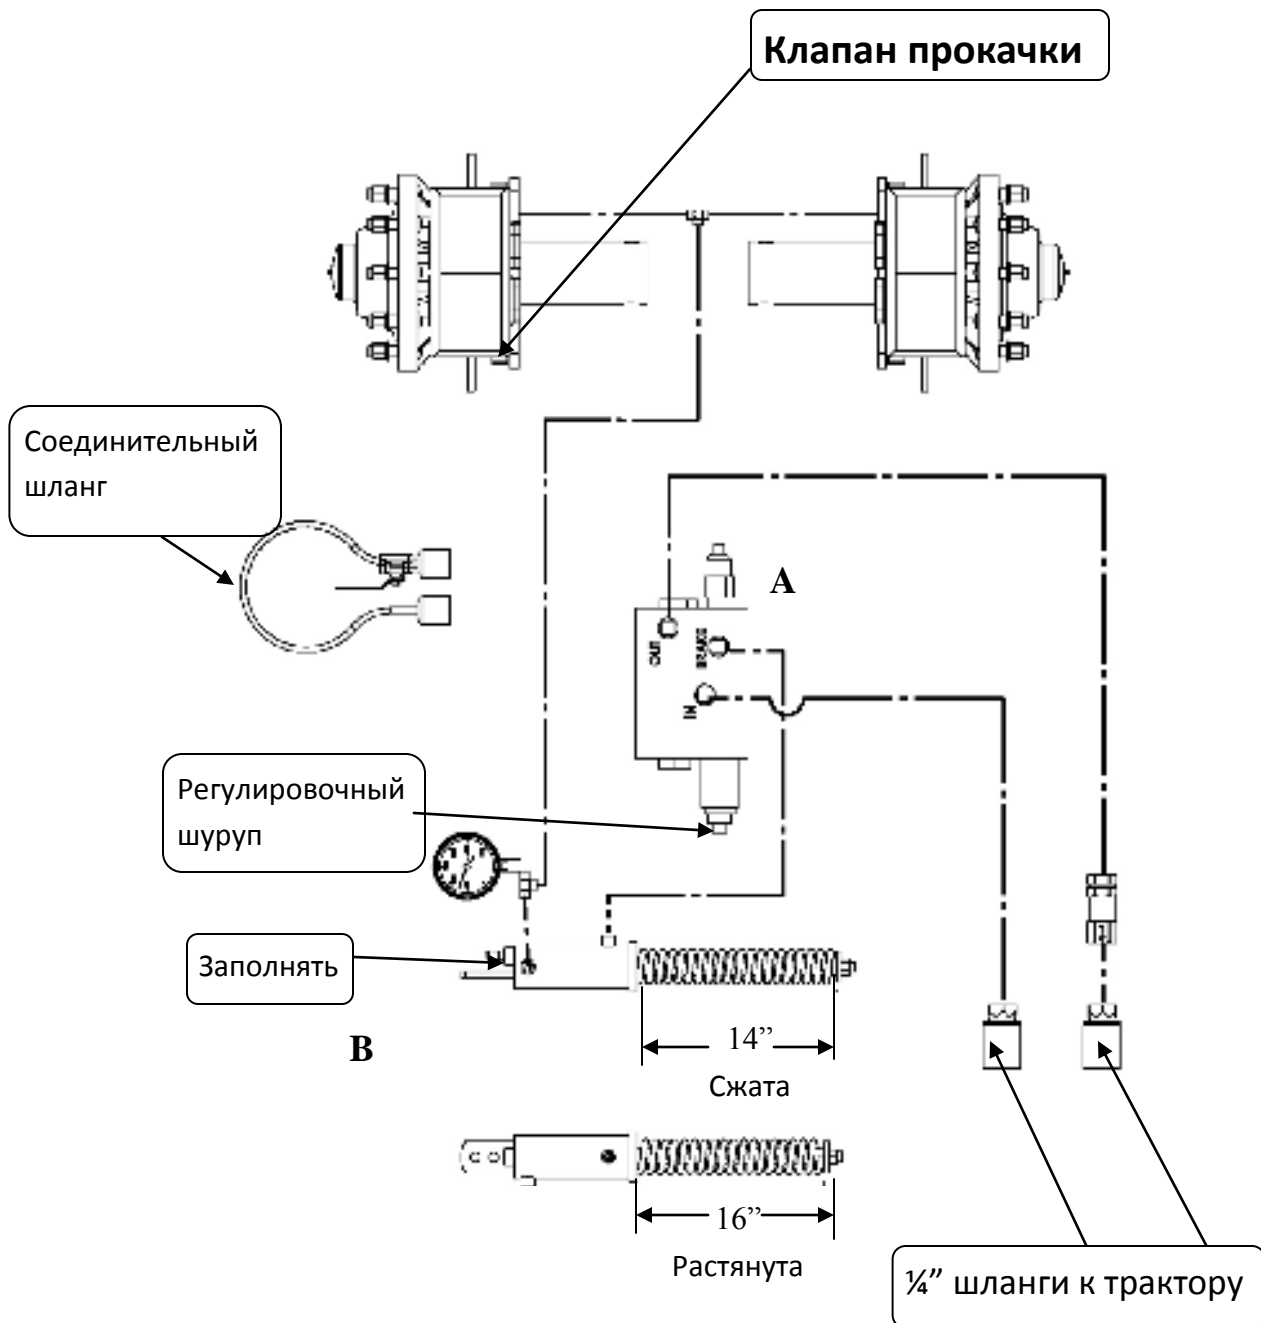 Клапан прокачки
Соединительный
шланг
A
OUT
BRAKE
IN
Регулировочный
шуруп
Заполнять
B
14”
Сжата
16”
Растянута
¼” шланги к трактору